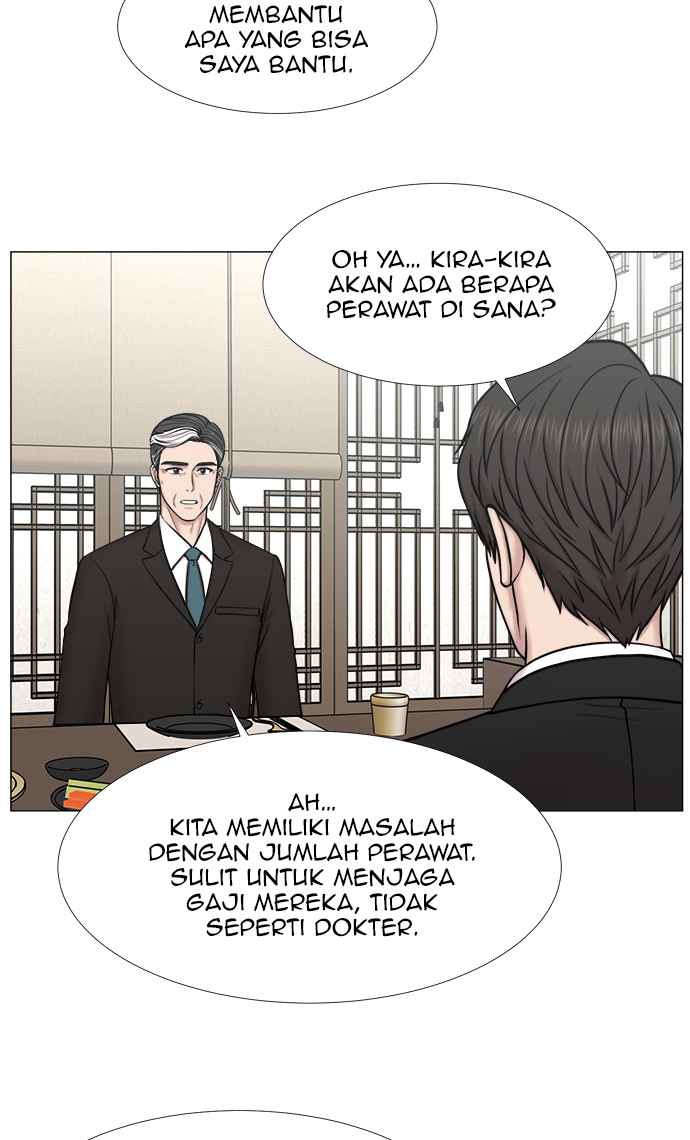 MEMBANTU
APA YANG BISA
SAYA BANTU.
OH YA... KIRA-KIRA
AKAN ADA BERAPA
PERAWAT DI SANA?
AH...
KITA MEMILIKI MASALAH
DENGAN JUMLAH PERAWAT.
SULIT UNTUK MENJAGA
GAJI MEREKA, TIDAK
SEPERTI DOKTER.